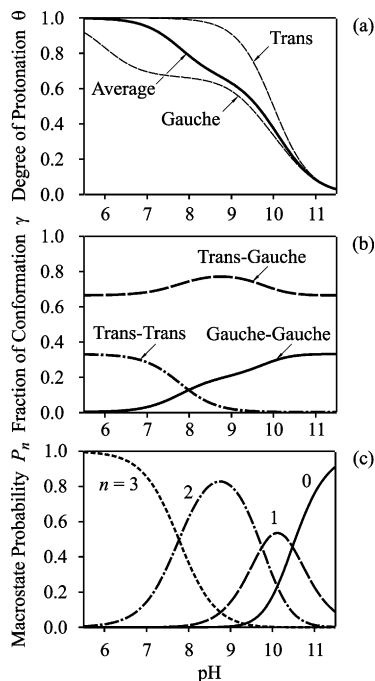 (a)
Degree of Protonation θ
1.0
0.8
0.6
0.4
0.2
0.0
Trans
Average
Gauche
6 7 8 9 10 11
(b)
Fraction of Conformation γ
1.0
0.8
0.6
0.4
0.2
0.0
Trans-Gauche
Trans-Trans
Gauche-Gauche
6 7 8 9 10 11
(c)
Macrostate Probability Pn
1.0
0.8
0.6
0.4
0.2
0.0
n = 3
2
1
0
6 7 8 9 10 11
pH